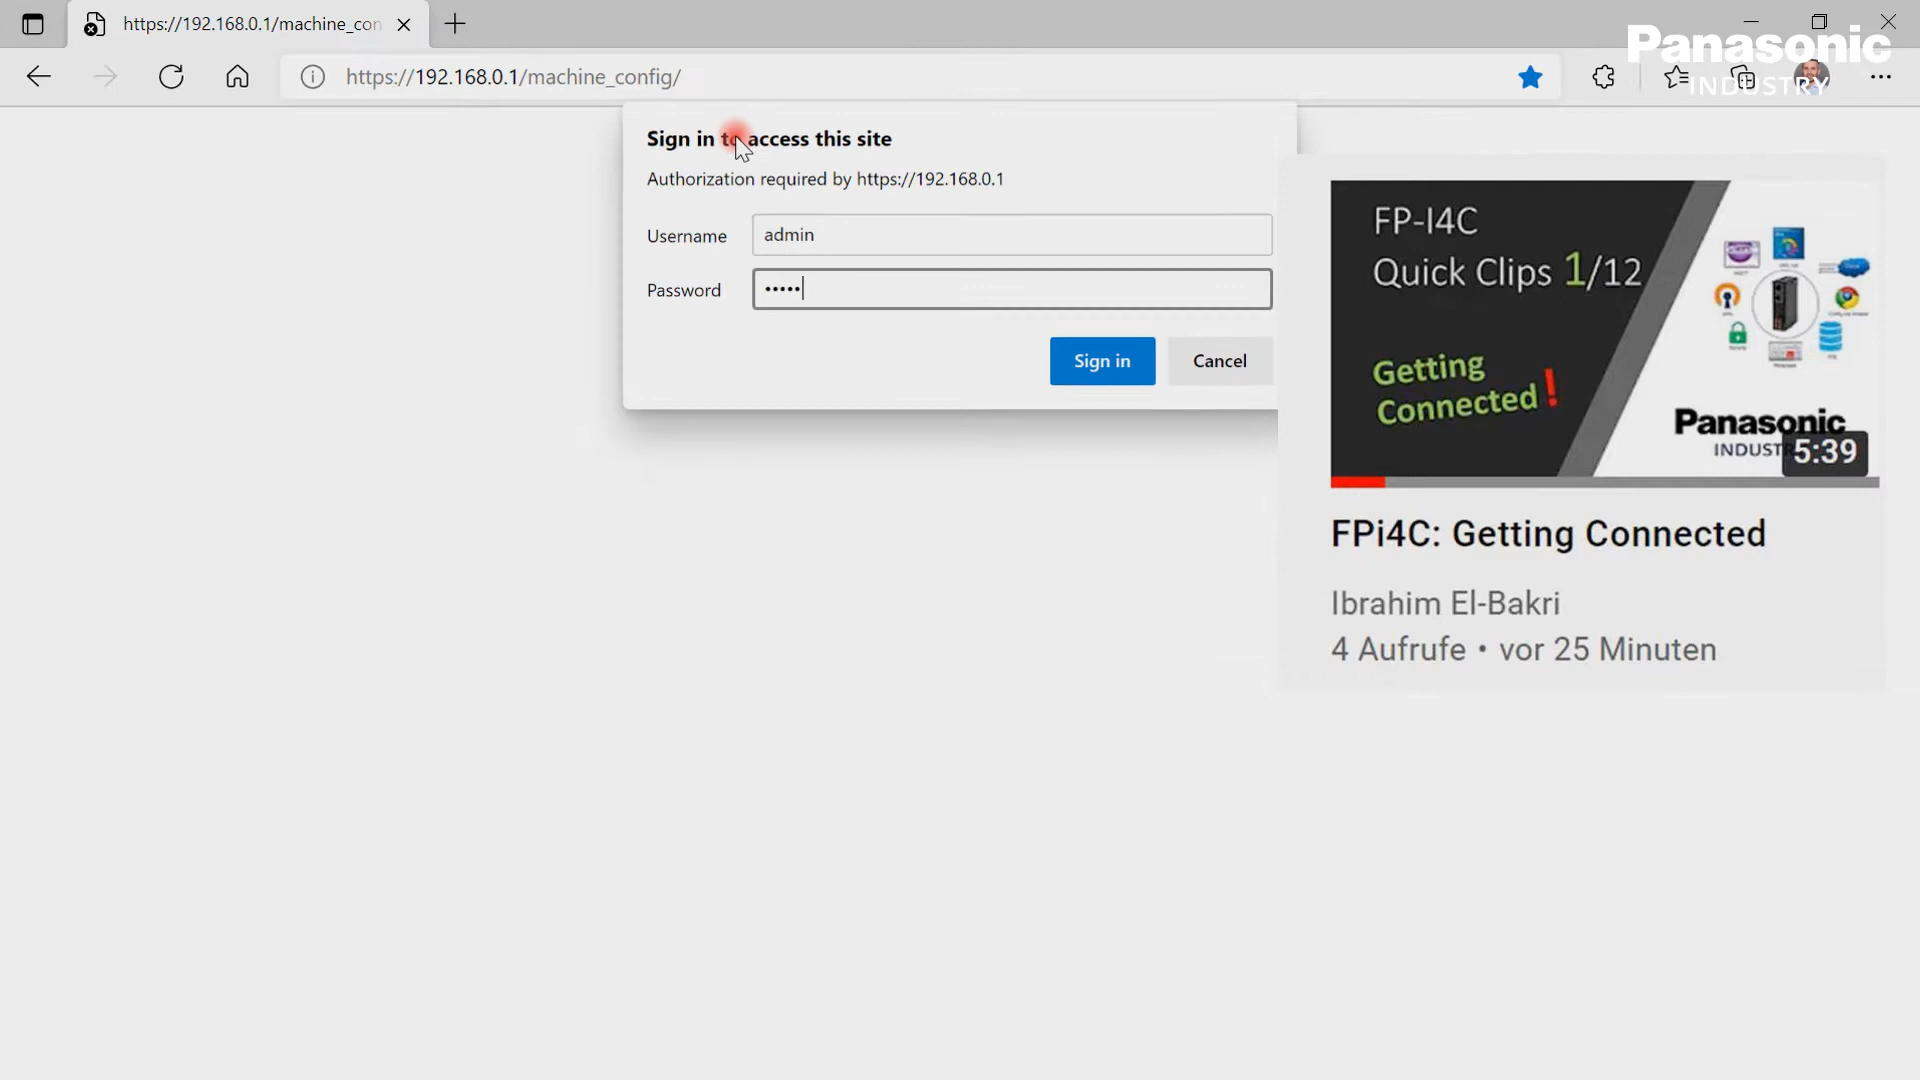 https://192.168.0.1/machine_con
Panasonic
INDUSTRY
https://192.168.0.1/machine_config/
Sign in to access this site
Authorization required by https://192.168.0.1
Username
admin
Password
•••••
Sign in
Cancel
FP-I4C
Quick Clips 1/12
Getting
Connected!
Panasonic
INDUST
5:39
FPi4C: Getting Connected
Ibrahim El-Bakri
4 Aufrufe • vor 25 Minuten